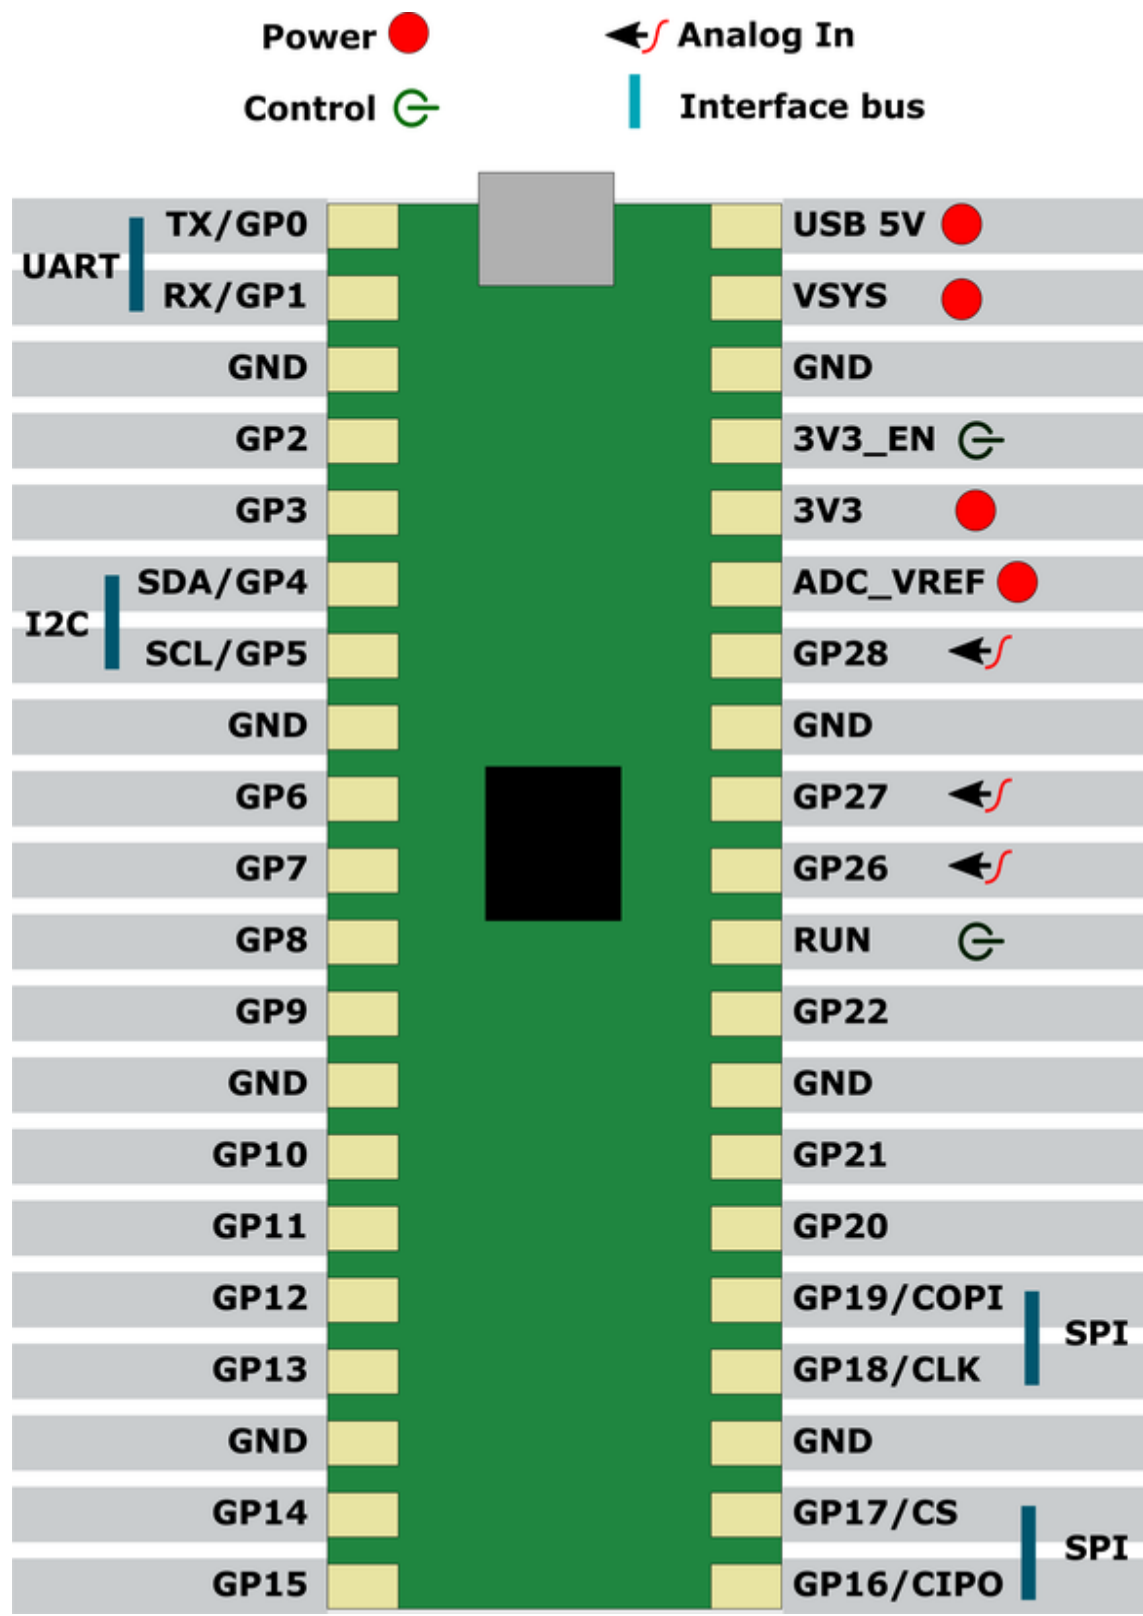 Power Analog In
Control Interface bus
TX/GP0 USB 5V
UART
RX/GP1 VSYS
GND GND
GP2 3V3_EN
GP3 3V3
SDA/GP4 ADC_VREF
I2C
SCL/GP5 GP28
GND GND
GP6 GP27
GP7 GP26
GP8 RUN
GP9 GP22
GND GND
GP10 GP21
GP11 GP20
GP12 GP19/COPI
SPI
GP13 GP18/CLK
GND GND
GP14 GP17/CS
SPI
GP15 GP16/CIPO